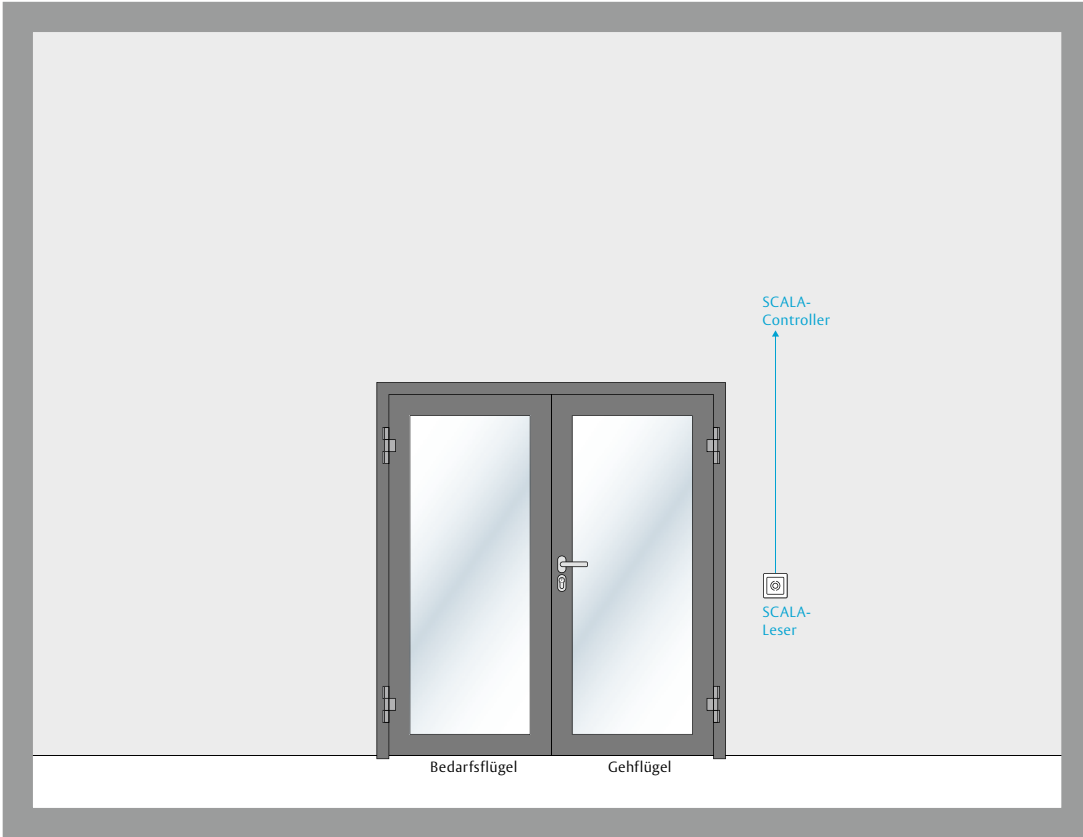 SCALA-
Controller
SCALA-
Leser
Bedarfsflügel
Gehflügel